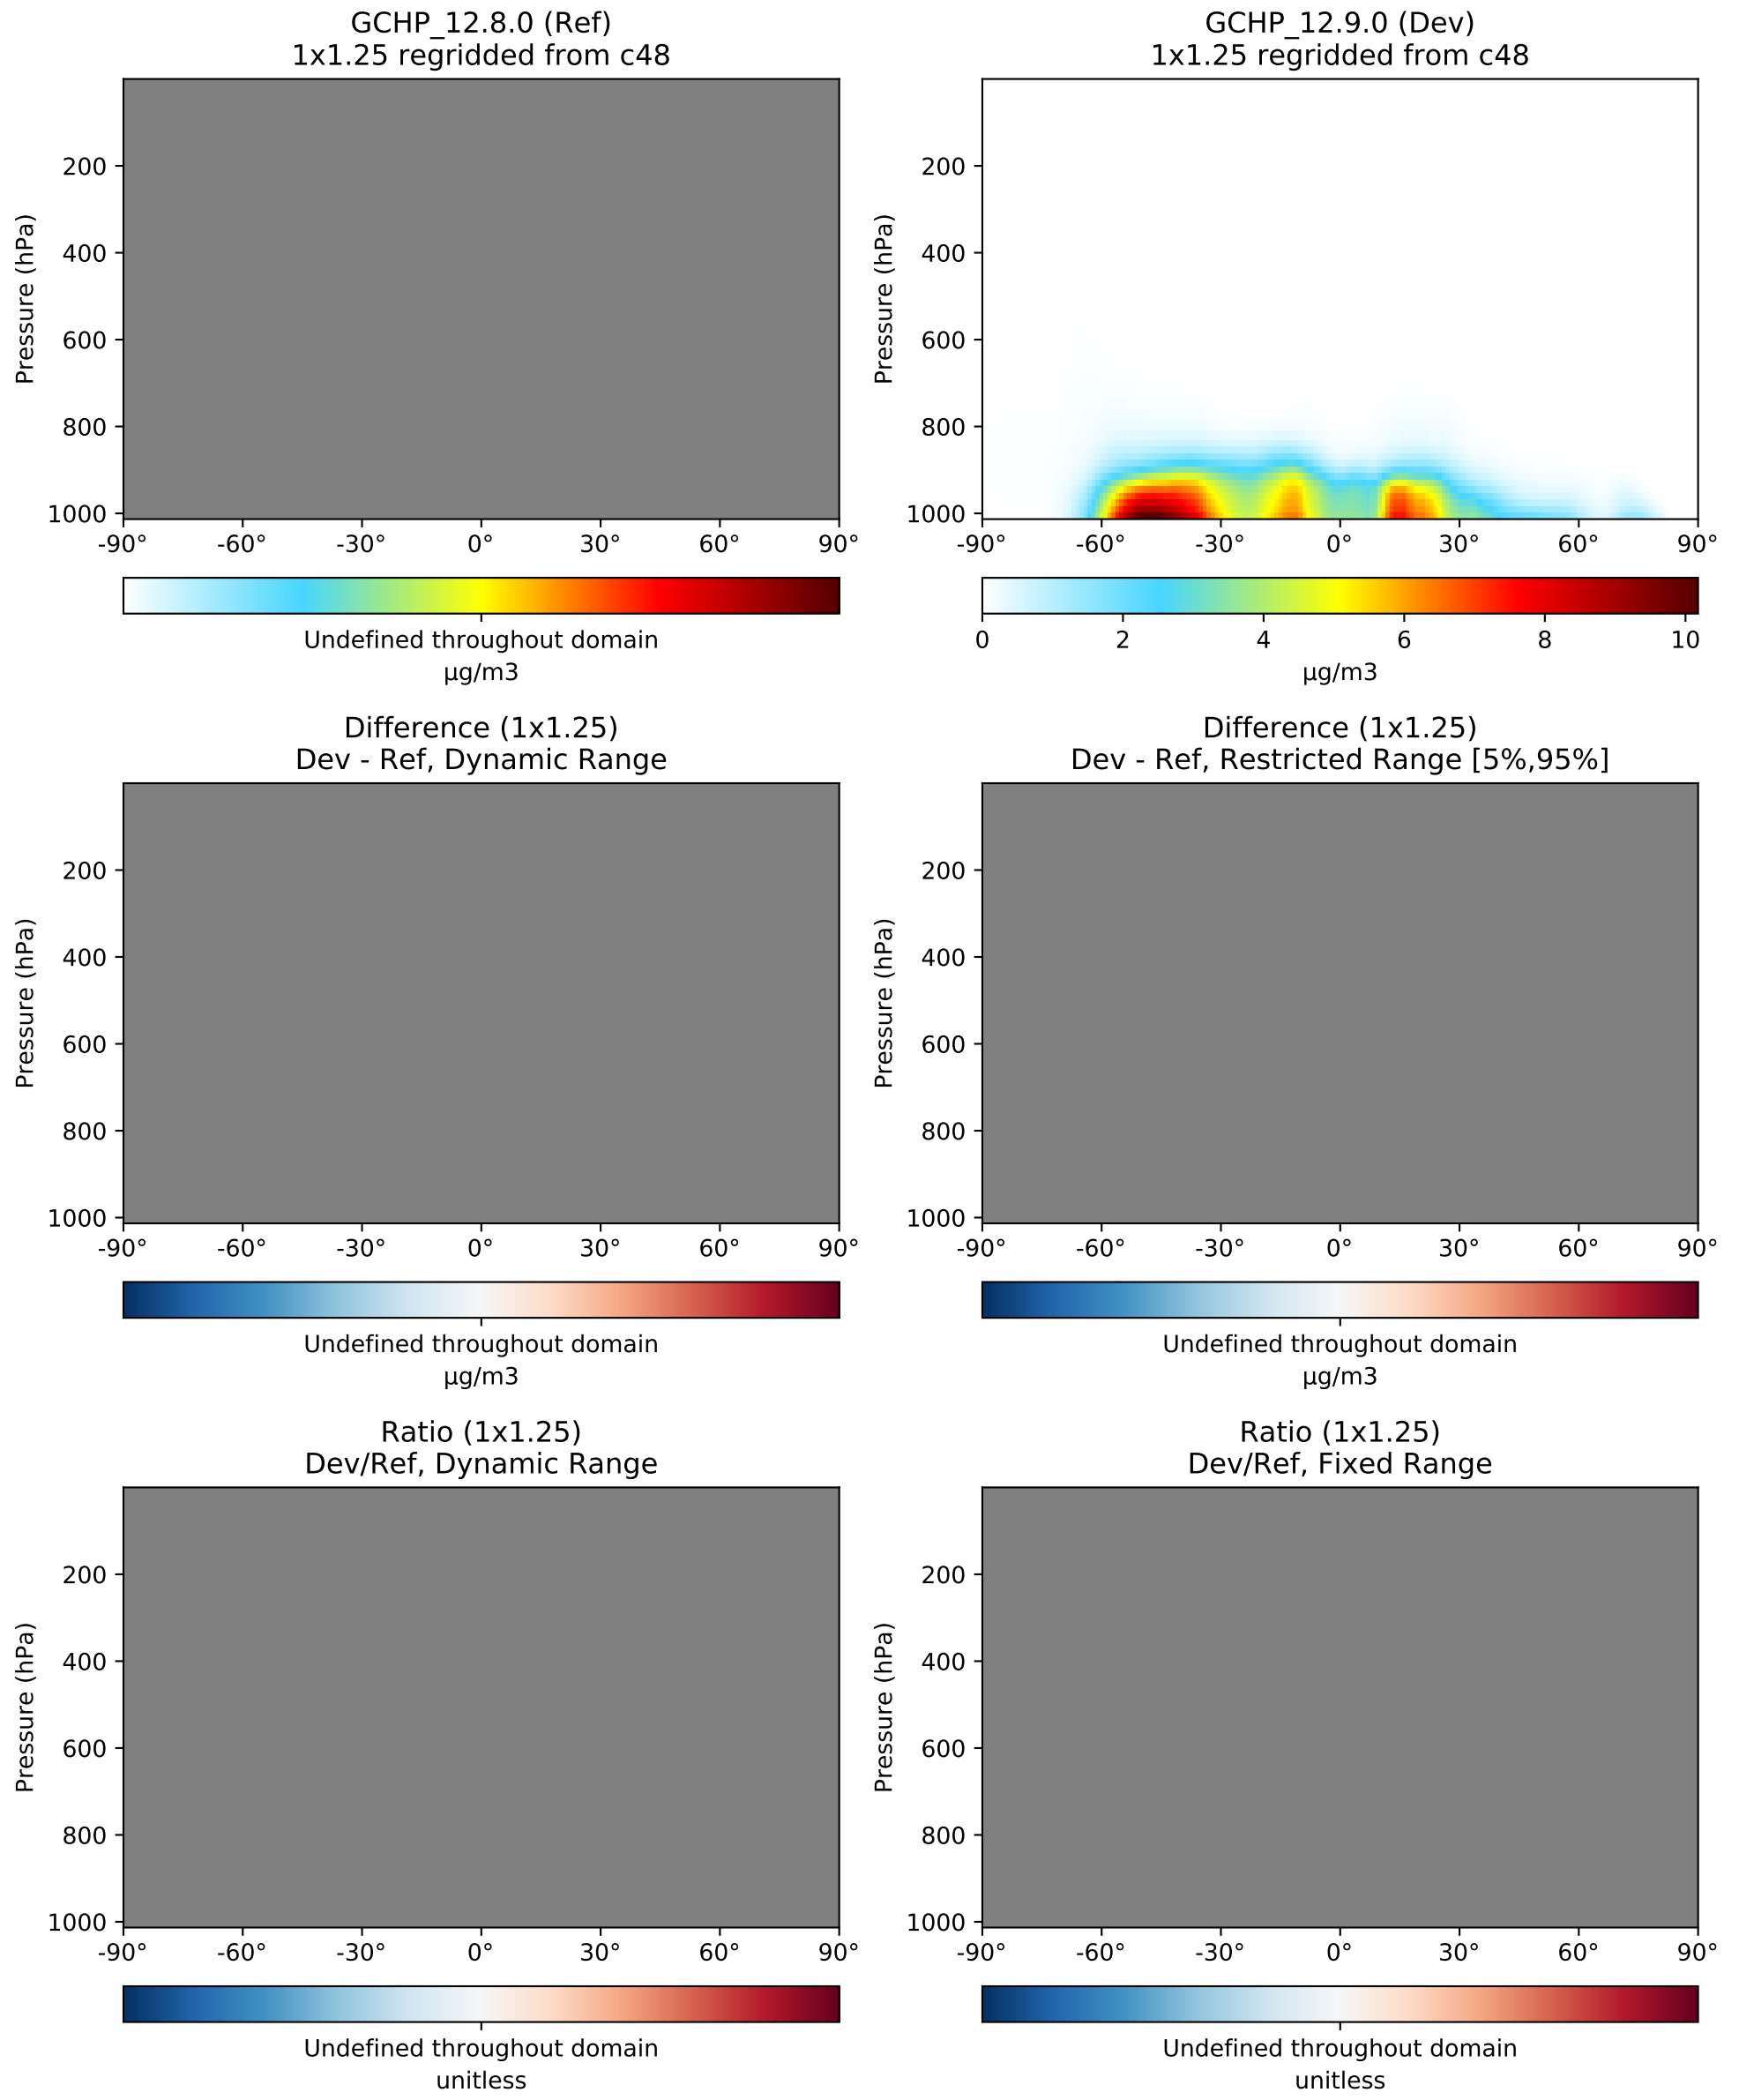 GCHP_12.8.0 (Ref)
1x1.25 regridded from c48
Pressure (hPa)
200
400
600
800
1000
-90° -60° -30° 0° 30° 60° 90°
Undefined throughout domain
µg/m3
GCHP_12.9.0 (Dev)
1x1.25 regridded from c48
Pressure (hPa)
200
400
600
800
1000
-90° -60° -30° 0° 30° 60° 90°
0 2 4 6 8 10
µg/m3
Difference (1x1.25)
Dev - Ref, Dynamic Range
Pressure (hPa)
200
400
600
800
1000
-90° -60° -30° 0° 30° 60° 90°
Undefined throughout domain
µg/m3
Difference (1x1.25)
Dev - Ref, Restricted Range [5%,95%]
Pressure (hPa)
200
400
600
800
1000
-90° -60° -30° 0° 30° 60° 90°
Undefined throughout domain
µg/m3
Ratio (1x1.25)
Dev/Ref, Dynamic Range
Pressure (hPa)
200
400
600
800
1000
-90° -60° -30° 0° 30° 60° 90°
Undefined throughout domain
unitless
Ratio (1x1.25)
Dev/Ref, Fixed Range
Pressure (hPa)
200
400
600
800
1000
-90° -60° -30° 0° 30° 60° 90°
Undefined throughout domain
unitless